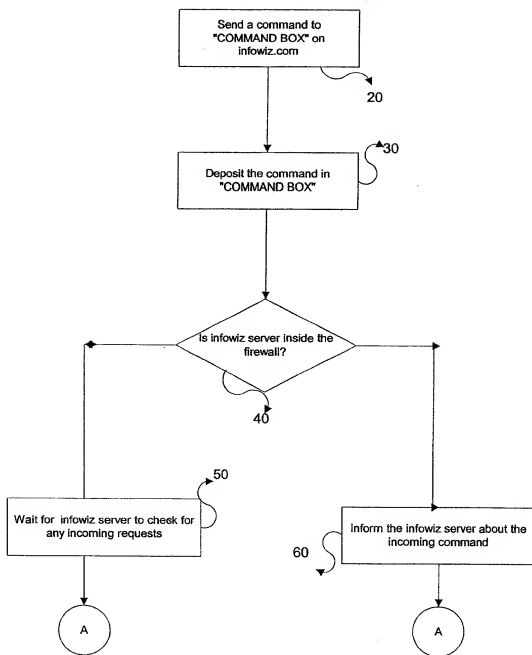 Send a command to
"COMMAND BOX" on
infowiz.com
20
30
Deposit the command in
"COMMAND BOX"
Is infowiz server inside the
firewall?
40
50
Wait for infowiz server to check for
any incoming requests
Inform the infowiz server about the
incoming command
60
A
A